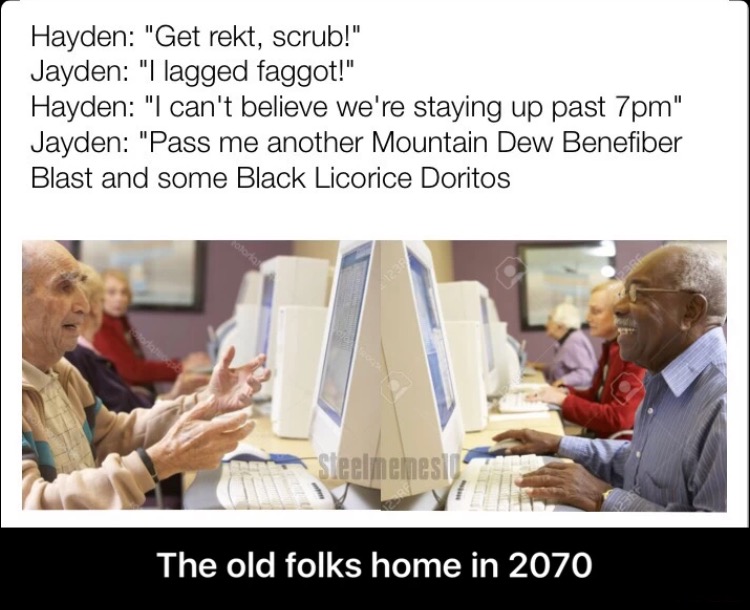 Hayden: "Get rekt, scrub!"
Jayden: "I lagged faggot!"
Hayden: "I can't believe we're staying up past 7pm"
Jayden: "Pass me another Mountain Dew Benefiber
Blast and some Black Licorice Doritos
Steelmemes10
The old folks home in 2070